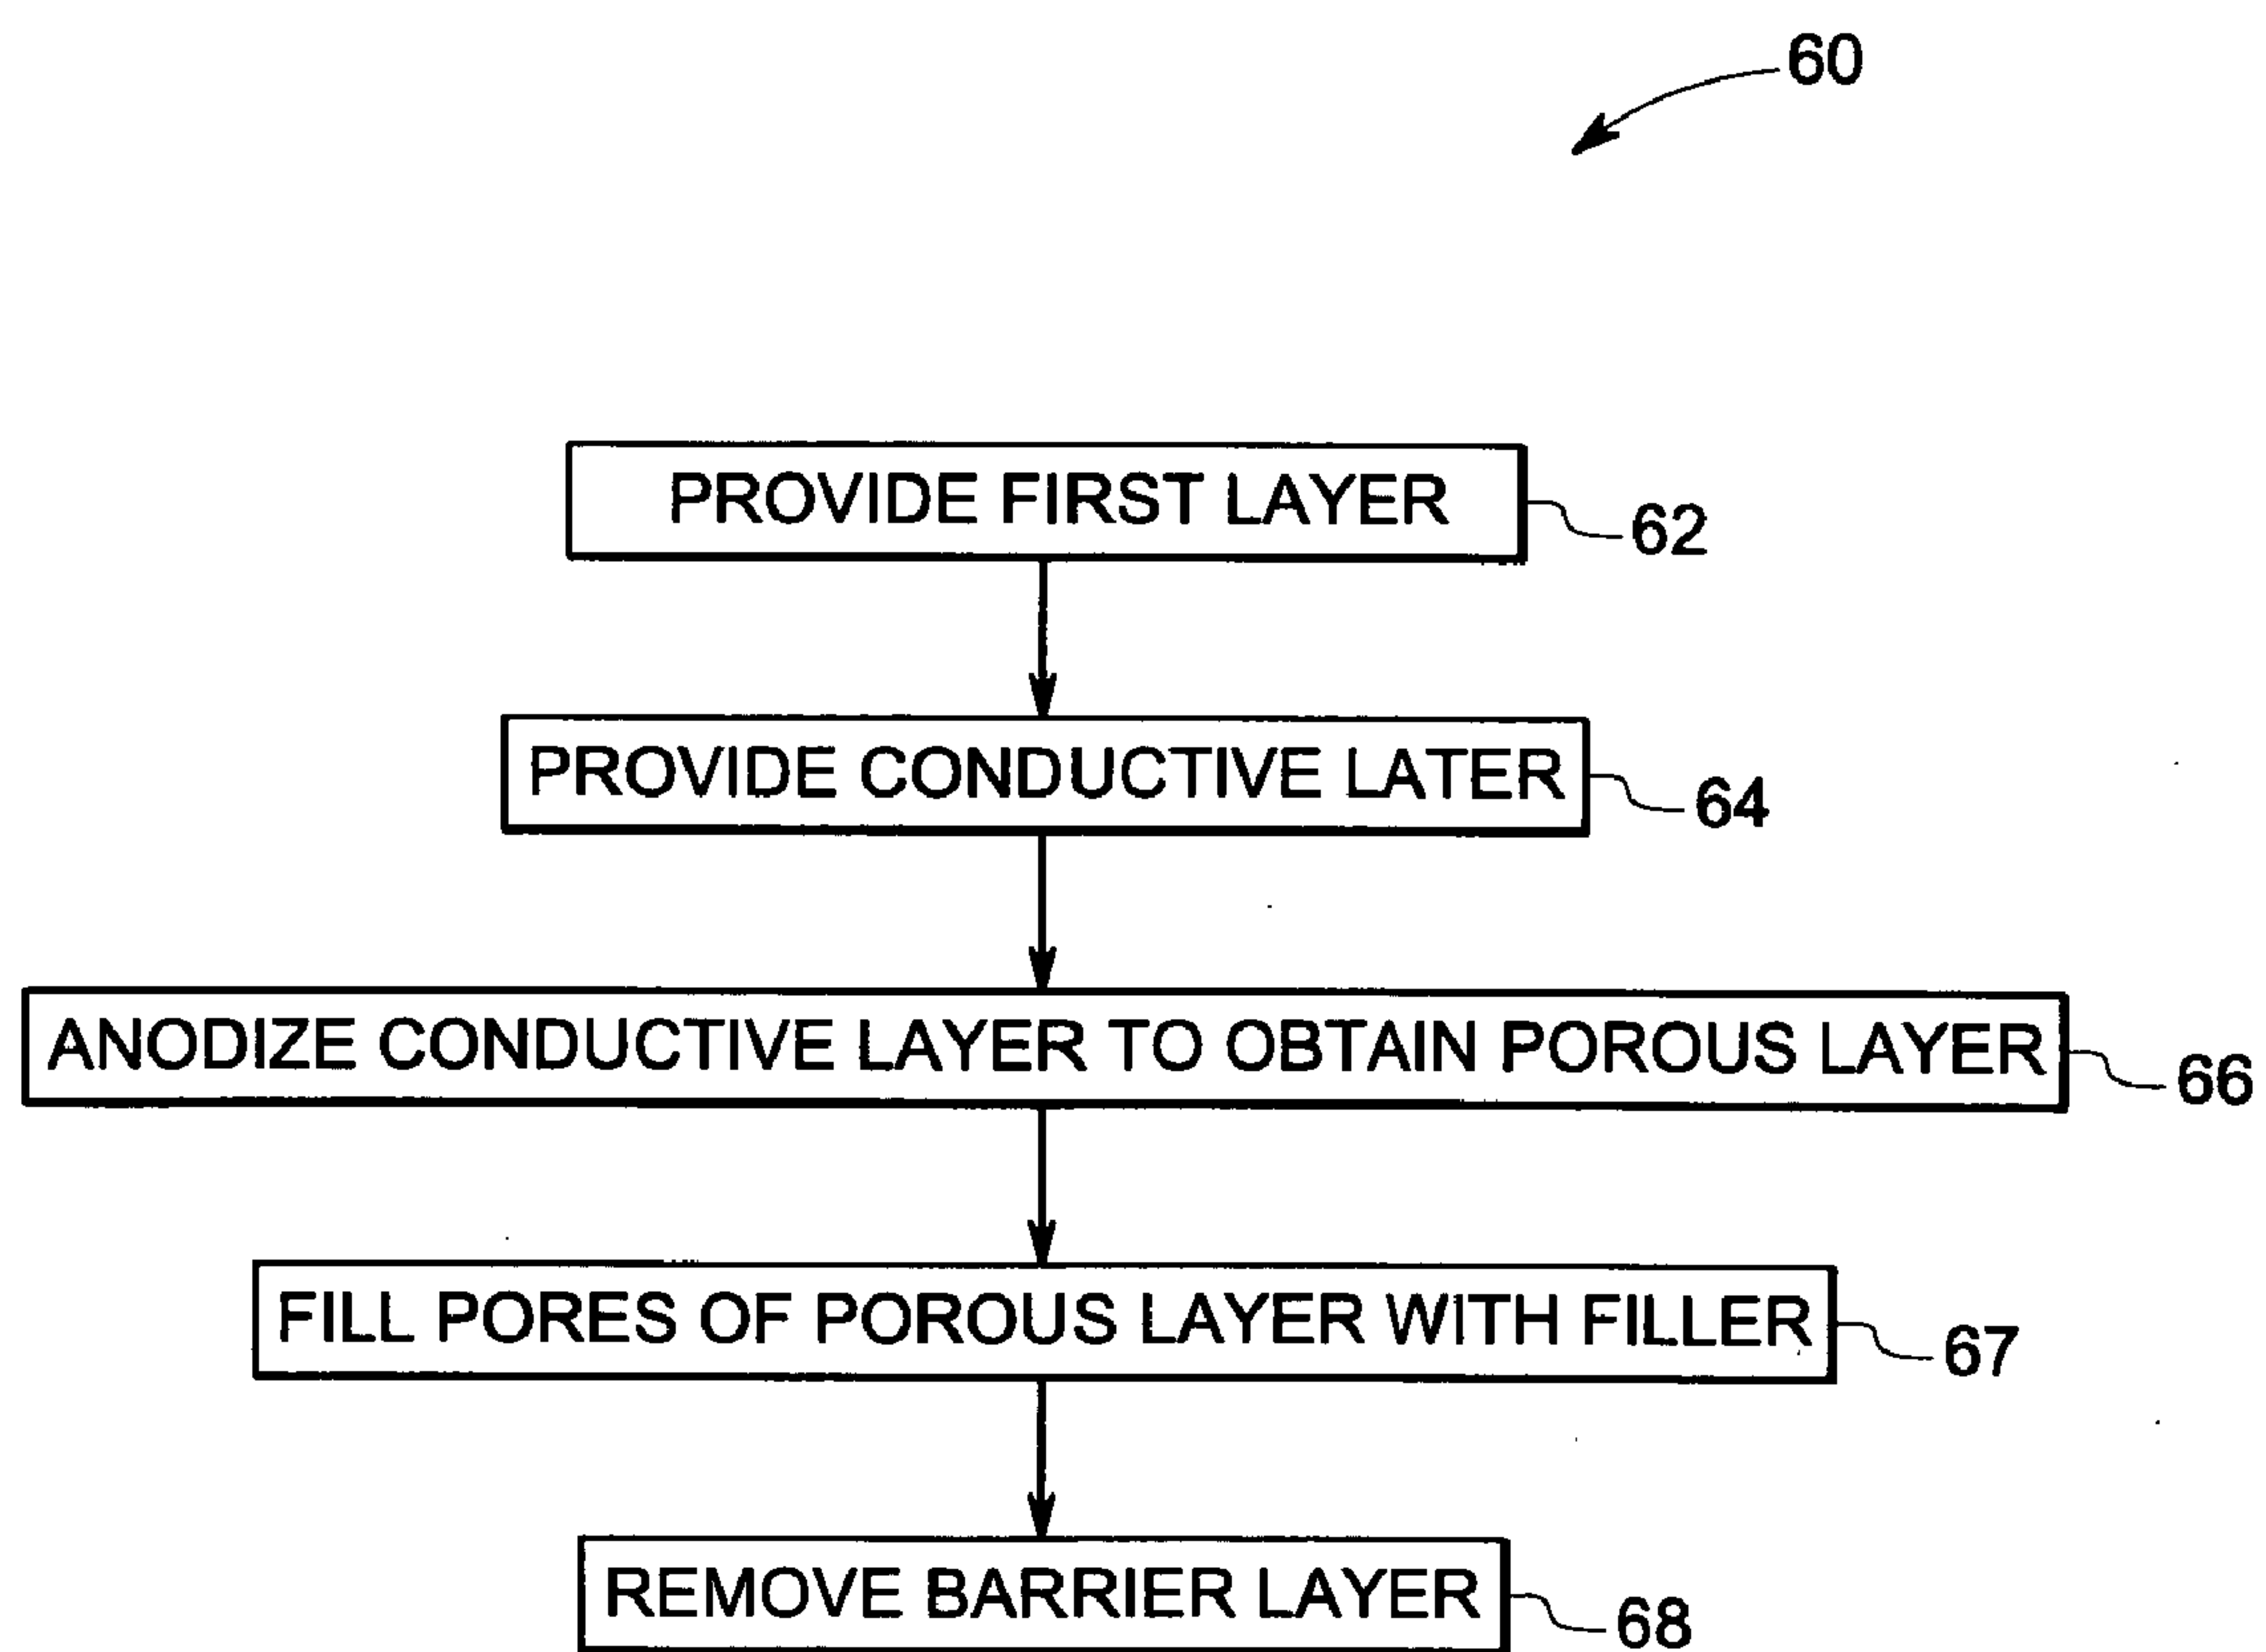 60
PROVIDE FIRST LAYER
62
PROVIDE CONDUCTIVE LATER
64
ANODIZE CONDUCTIVE LAYER TO OBTAIN POROUS LAYER
66
FILL PORES OF POROUS LAYER WITH FILLER
67
REMOVE BARRIER LAYER
68